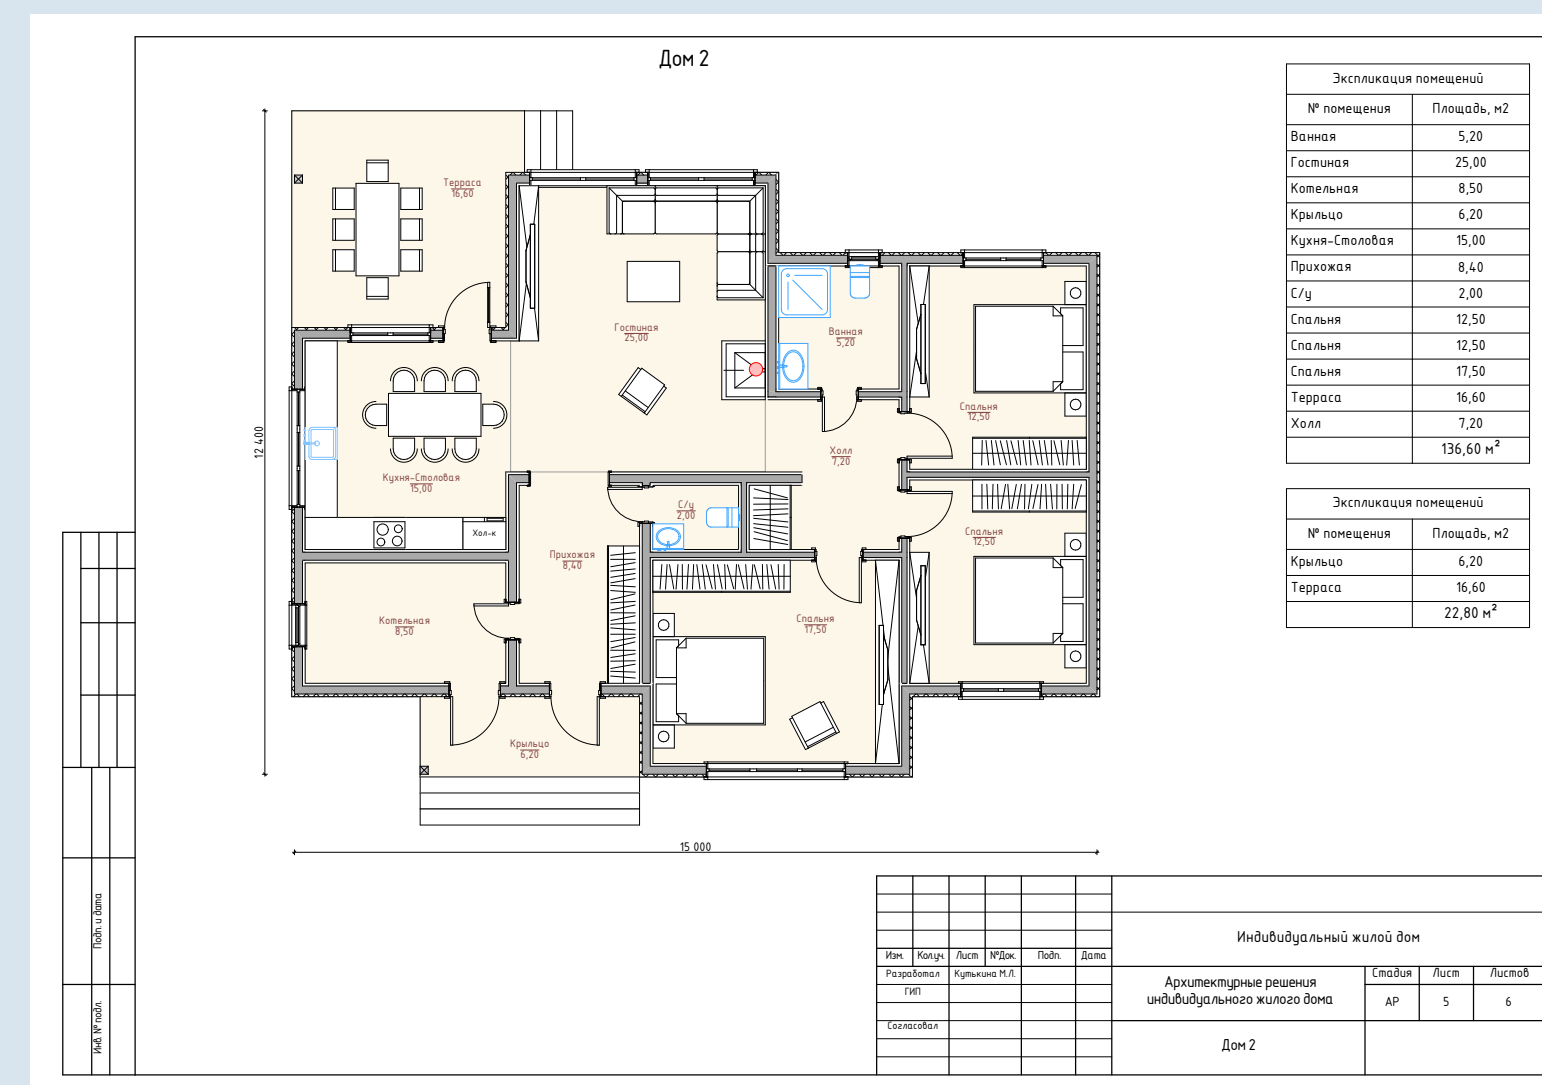 Дом 2
Экспликация помещений
№ помещения Площадь, м2
Ванная 5,20
Гостиная 25,00
Котельная 8,50
Крыльцо 6,20
Кухня-Столовая 15,00
Прихожая 8,40
С/у 2,00
Спальня 12,50
Спальня 12,50
Спальня 17,50
Терраса 16,60
Холл 7,20
136,60 м²
Экспликация помещений
№ помещения Площадь, м2
Крыльцо 6,20
Терраса 16,60
22,80 м²
Терраса
16,60
Гостиная
25,00
Ванная
5,20
Спальня
12,50
12 400
Холл
7,20
Кухня-Столовая
15,00
С/у
2,00
Хол-к
Спальня
12,50
Прихожая
8,40
Котельная
8,50
Спальня
17,50
Крыльцо
6,20
15 000
Подп. и дата
Инв. № подл.
Изм. Кол.уч. Лист №Док. Подп. Дата
Разработал Кутькина М.Л.
ГИП
Согласовал
Индивидуальный жилой дом
Архитектурные решения
индивидуального жилого дома
Стадия Лист Листов
АР 5 6
Дом 2